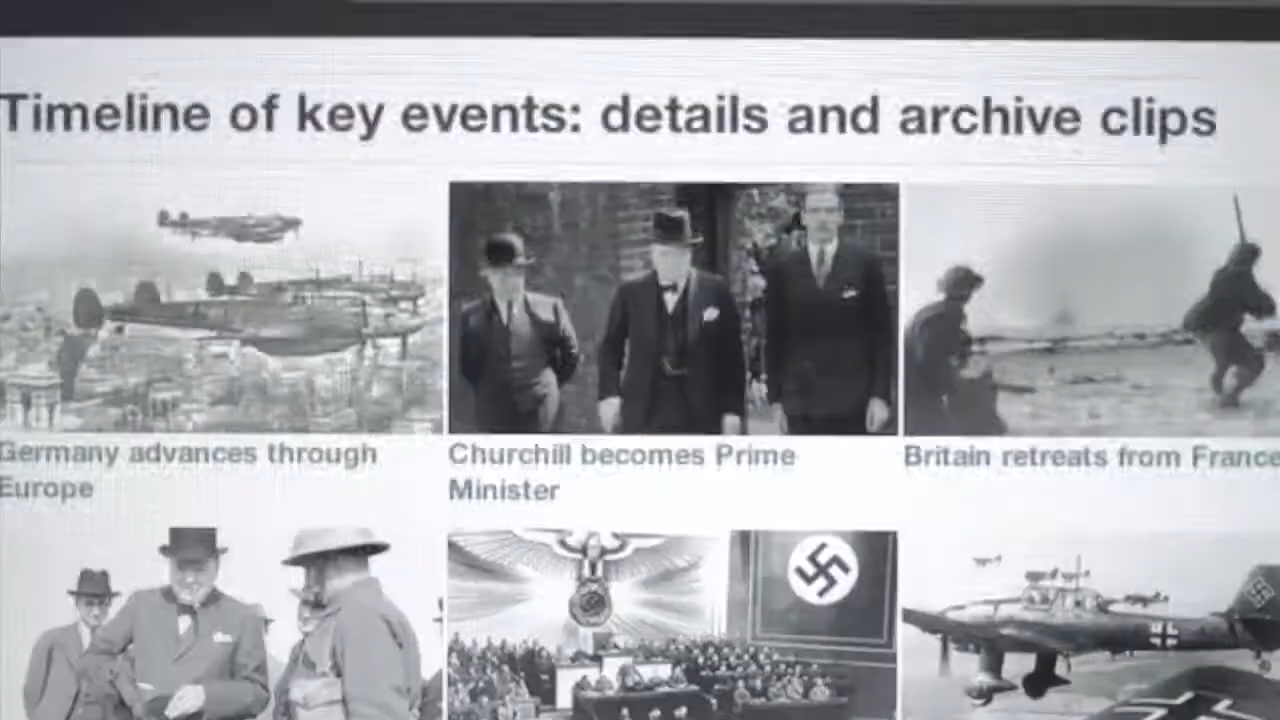 Timeline of key events: details and archive clips
Germany advances through
Europe
Churchill becomes Prime
Minister
Britain retreats from France